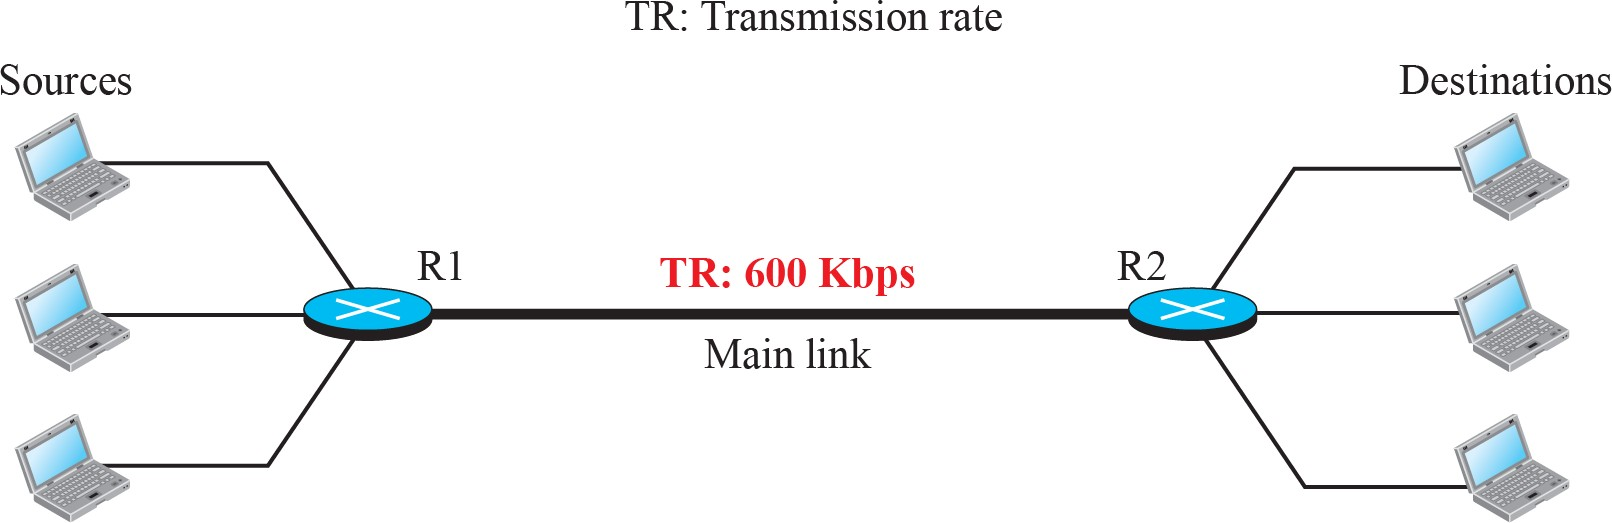 TR: Transmission rate
Sources
Destinations
R1
TR: 600 Kbps
R2
Main link